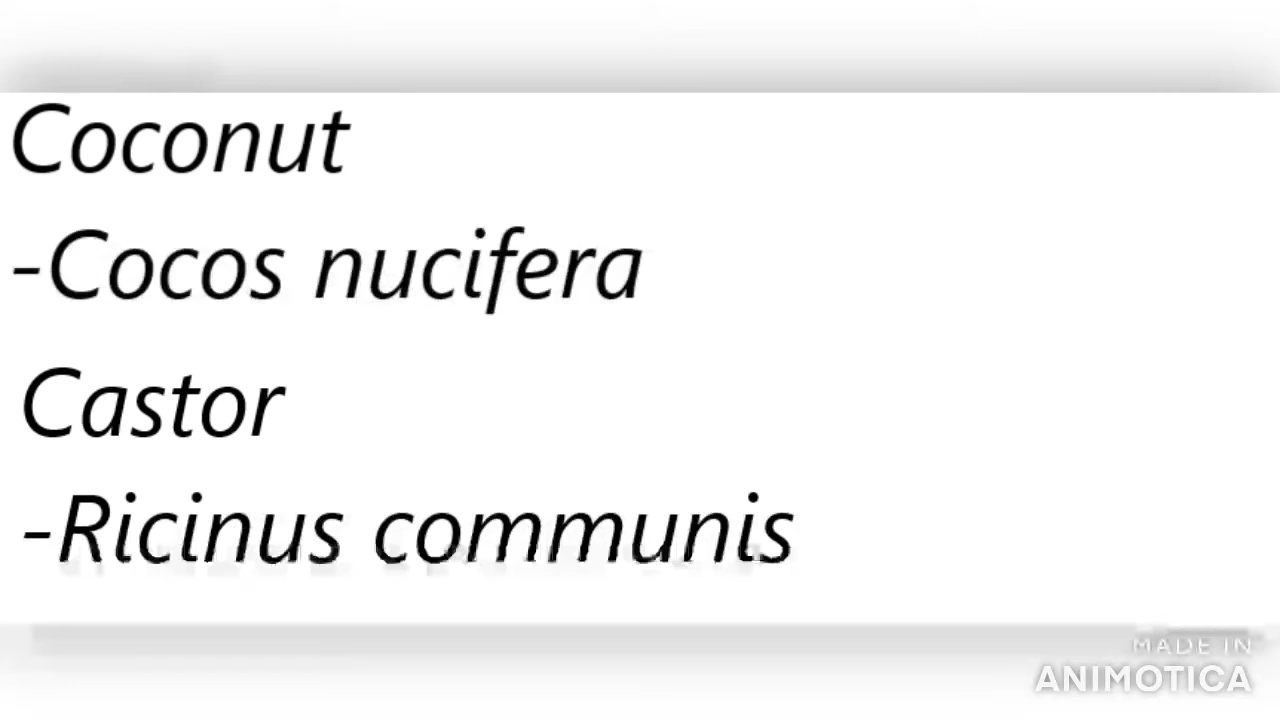 Coconut
-Cocos nucifera
Castor
-Ricinus communis
MADE IN
ANIMOTICA